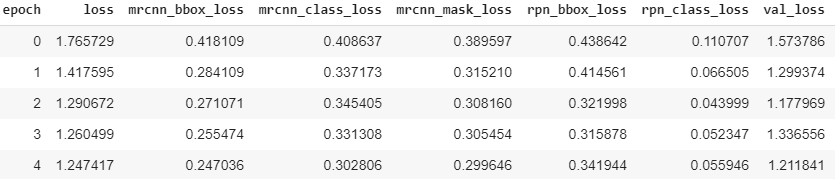 epoch loss mrcnn_bbox_loss mrcnn_class_loss mrcnn_mask_loss rpn_bbox_loss rpn_class_loss val_loss
0 1.765729 0.418109 0.408637 0.389597 0.438642 0.110707 1.573786
1 1.417595 0.284109 0.337173 0.315210 0.414561 0.066505 1.299374
2 1.290672 0.271071 0.345405 0.308160 0.321998 0.043999 1.177969
3 1.260499 0.255474 0.331308 0.305454 0.315878 0.052347 1.336556
4 1.247417 0.247036 0.302806 0.299646 0.341944 0.055946 1.211841